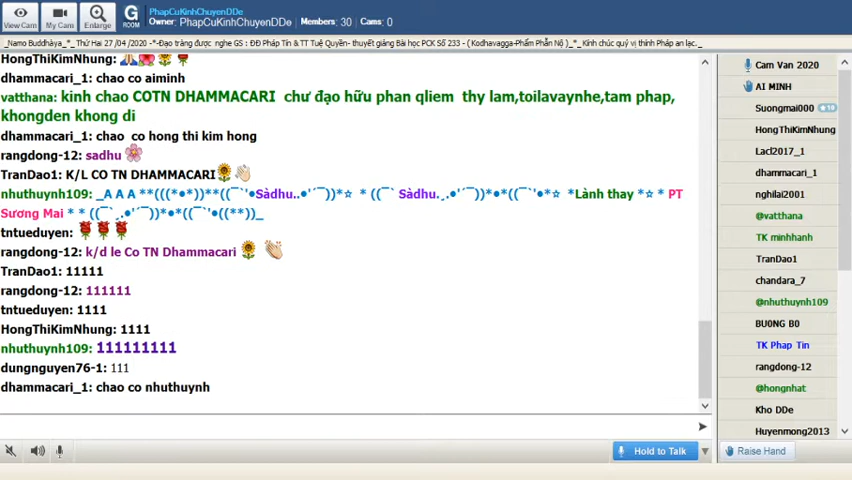 PhapCuKinhChuyenDDe
G Owner: PhapCuKinhChuyenDDe Members: 30 Cams: 0
View Cam My Cam Enlarge ROOM
_Namo Buddhàya_*_ Thứ Hai 27 /04 /2020 -*-Đạo tràng được nghe GS : ĐĐ Pháp Tín & TT Tuệ Quyền- thuyết giảng Bài học PCK Số 233 - ( Kodhavagga-Phẩm Phẫn Nộ )_*_ Kính chúc quý vị thính Pháp an lạc._
HongThiKimNhung:
dhammacari_1: chao co aiminh
vatthana: kinh chao COTN DHAMMACARI chư đạo hữu phan qliem thy lam,toilavaynhe,tam phap,
khongden khong di
dhammacari_1: chao co hong thi kim hong
rangdong-12: sadhu
TranDao1: K/L CO TN DHAMMACARI
nhuthuynh109: _A A A **(((*•*))**((¯`'•Sàdhu..•'´¯))*☆ * ((¯` Sàdhu.¸.•'´¯))*•*((¯`'•*☆ *Lành thay *☆ * PT
Sương Mai * * ((¯`¸.•'´¯))*•*((¯`'•((**))_
tntueduyen:
rangdong-12: k/d le Co TN Dhammacari
TranDao1: 11111
rangdong-12: 111111
tntueduyen: 1111
HongThiKimNhung: 1111
nhuthuynh109: 111111111
dungnguyen76-1: 111
dhammacari_1: chao co nhuthuynh
Hold to Talk
Cam Van 2020
AI MINH
Suongmai000 10
HongThiKimNhung
Lacl2017_1
dhammacari_1
nghilai2001
@vatthana
TK minhhanh
TranDao1
chandara_7
@nhuthuynh109
BU0NG B0
TK Phap Tin
rangdong-12
@hongnhat
Kho DDe
Huyenmong2013
Raise Hand